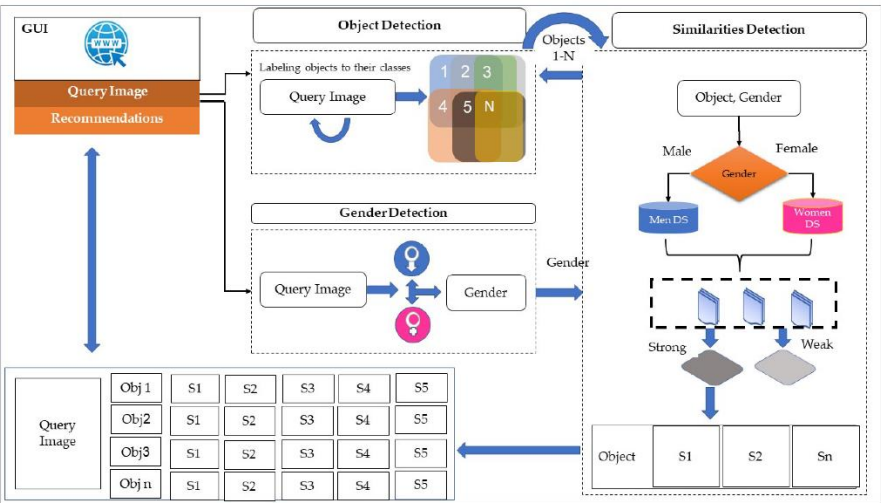 GUI
WWW
Query Image
Recommendations
Object Detection
Labeling objects to their classes
Query Image
1 2 3
4 5 N
Objects
1-N
Similarities Detection
Object, Gender
Male
Female
Gender
Men DS
Women
DS
Strong
Weak
Object S1 S2 Sn
Gender Detection
Query Image
Gender
Gender
Query
Image
Obj 1 S1 S2 S3 S4 S5
Obj2 S1 S2 S3 S4 S5
Obj3 S1 S2 S3 S4 S5
Obj n S1 S2 S3 S4 S5